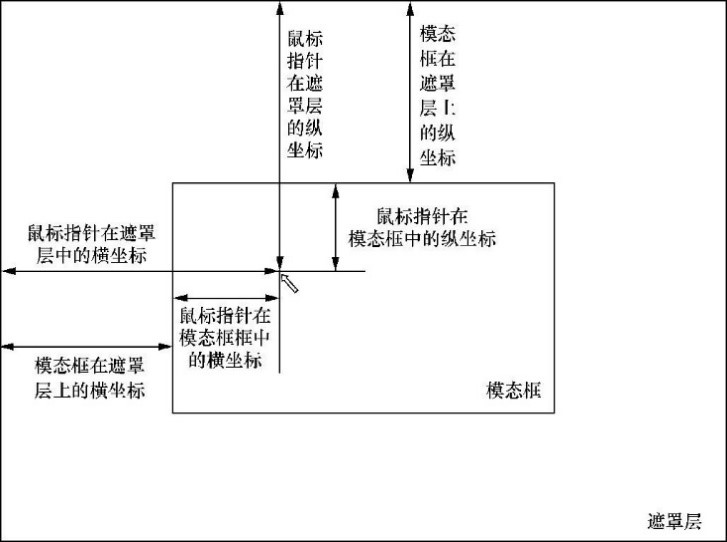 鼠标
指针
在遮
罩层
的纵
坐标
模态
框在
遮罩
层上
的纵
坐标
鼠标指针在
模态框中的纵坐标
鼠标指针在遮罩
层中的横坐标
鼠标指针在
模态框框中
的横坐标
模态框在遮罩
层上的横坐标
模态框
遮罩层